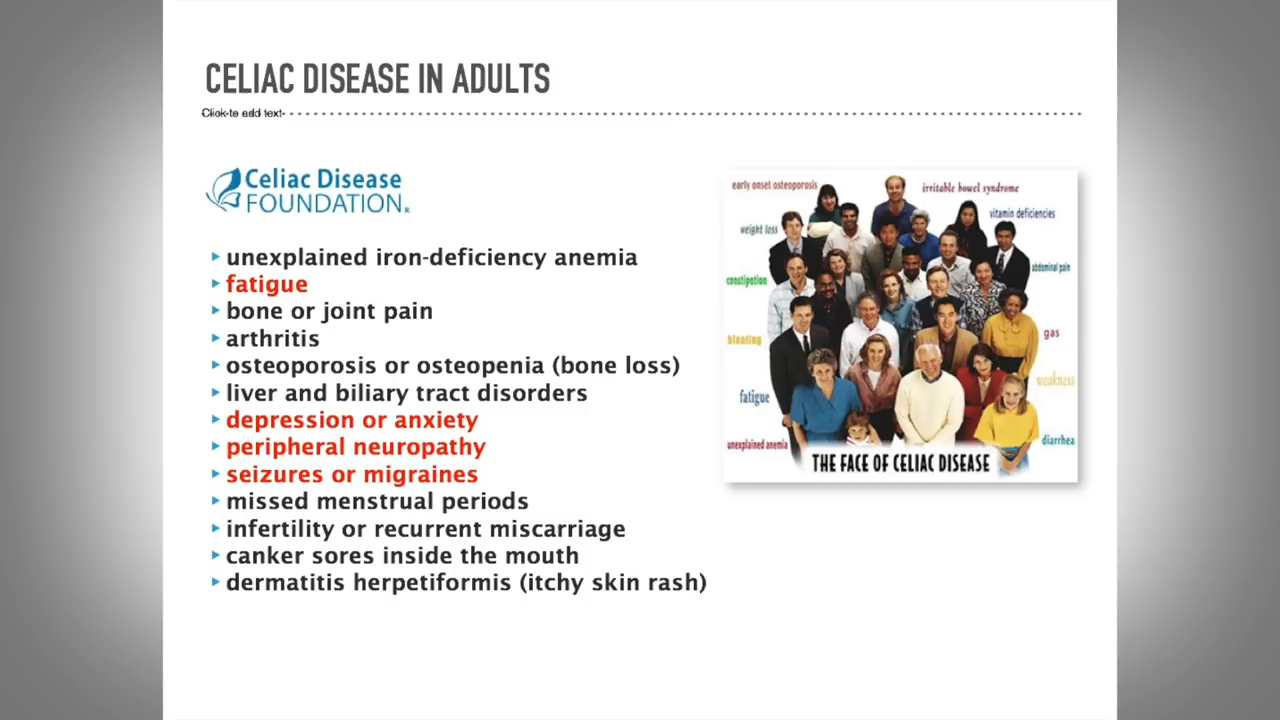 CELIAC DISEASE IN ADULTS
Click to add text
Celiac Disease
FOUNDATION®
unexplained iron-deficiency anemia
fatigue
bone or joint pain
arthritis
osteoporosis or osteopenia (bone loss)
liver and biliary tract disorders
depression or anxiety
peripheral neuropathy
seizures or migraines
missed menstrual periods
infertility or recurrent miscarriage
canker sores inside the mouth
dermatitis herpetiformis (itchy skin rash)
early onset osteoporosis
irritable bowel syndrome
weight loss
vitamin deficiencies
constipation
abdominal pain
bloating
gas
fatigue
weakness
unexplained anemia
diarrhea
THE FACE OF CELIAC DISEASE